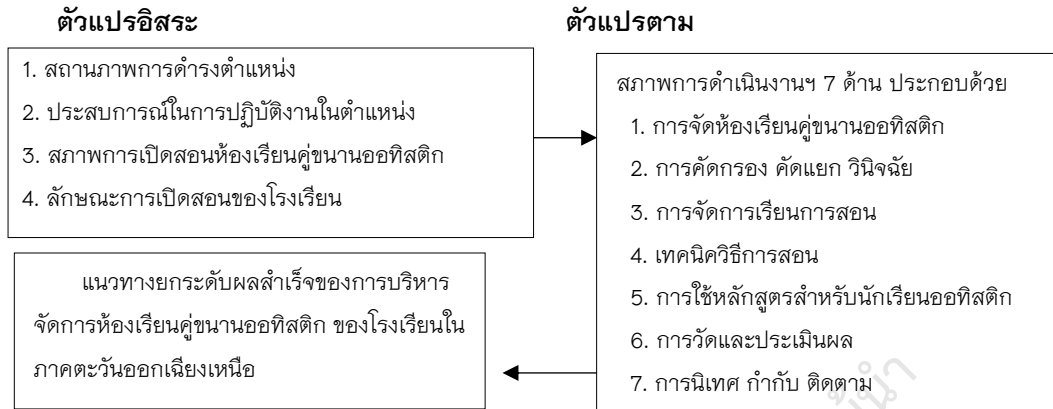 ตัวแปรอิสระ
1. สถานภาพการดำรงตำแหน่ง
2. ประสบการณ์ในการปฏิบัติงานในตำแหน่ง
3. สภาพการเปิดสอนห้องเรียนคู่ขนานออทิสติก
4. ลักษณะการเปิดสอนของโรงเรียน
ตัวแปรตาม
สภาพการดำเนินงานฯ 7 ด้าน ประกอบด้วย
1. การจัดห้องเรียนคู่ขนานออทิสติก
2. การคัดกรอง คัดแยก วินิจฉัย
3. การจัดการเรียนการสอน
4. เทคนิควิธีการสอน
5. การใช้หลักสูตรสำหรับนักเรียนออทิสติก
6. การวัดและประเมินผล
7. การนิเทศ กำกับ ติดตาม
แนวทางยกระดับผลสำเร็จของการบริหาร
จัดการห้องเรียนคู่ขนานออทิสติก ของโรงเรียนใน
ภาคตะวันออกเฉียงเหนือ